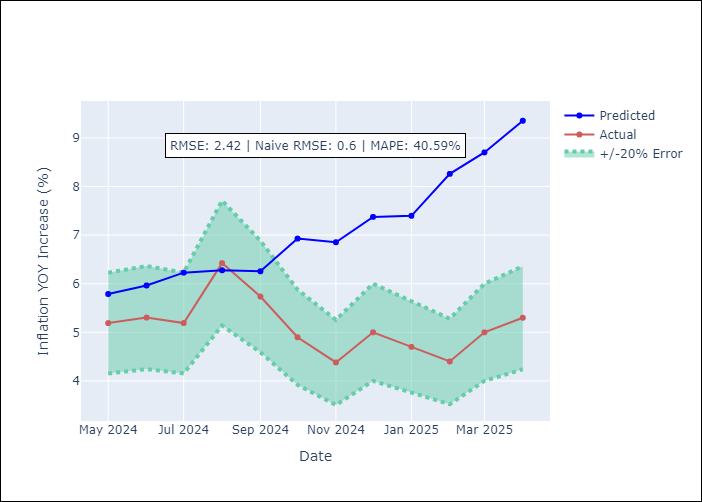 RMSE: 2.42 | Naive RMSE: 0.6 | MAPE: 40.59%
Predicted
Actual
+/-20% Error
Inflation YOY Increase (%)
9
8
7
6
5
4
May 2024 Jul 2024 Sep 2024 Nov 2024 Jan 2025 Mar 2025
Date